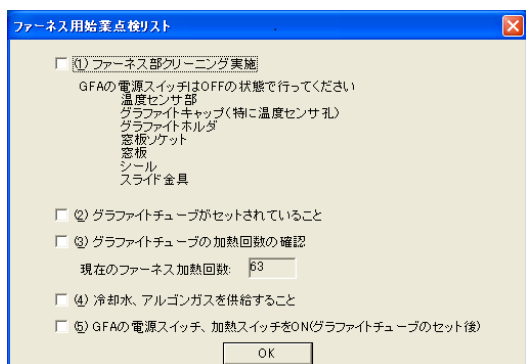 ファーネス用始業点検リスト
(1) ファーネス部クリーニング実施
GFAの電源スイッチはOFFの状態で行ってください
温度センサ部
グラファイトキャップ(特に温度センサ孔)
グラファイトホルダ
窓板ソケット
窓板
シール
スライド金具
(2) グラファイトチューブがセットされていること
(3) グラファイトチューブの加熱回数の確認
現在のファーネス加熱回数: 63
(4) 冷却水、アルゴンガスを供給すること
(5) GFAの電源スイッチ、加熱スイッチをON(グラファイトチューブのセット後)
OK